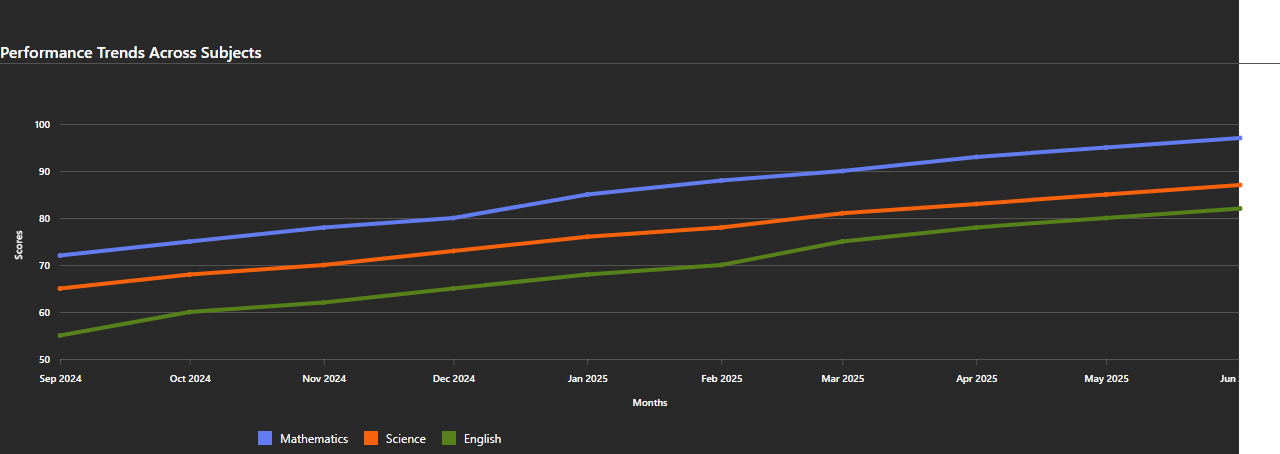 Performance Trends Across Subjects
100
90
80
70
60
50
Scores
Sep 2024 Oct 2024 Nov 2024 Dec 2024 Jan 2025 Feb 2025 Mar 2025 Apr 2025 May 2025 Jun
Months
Mathematics Science English